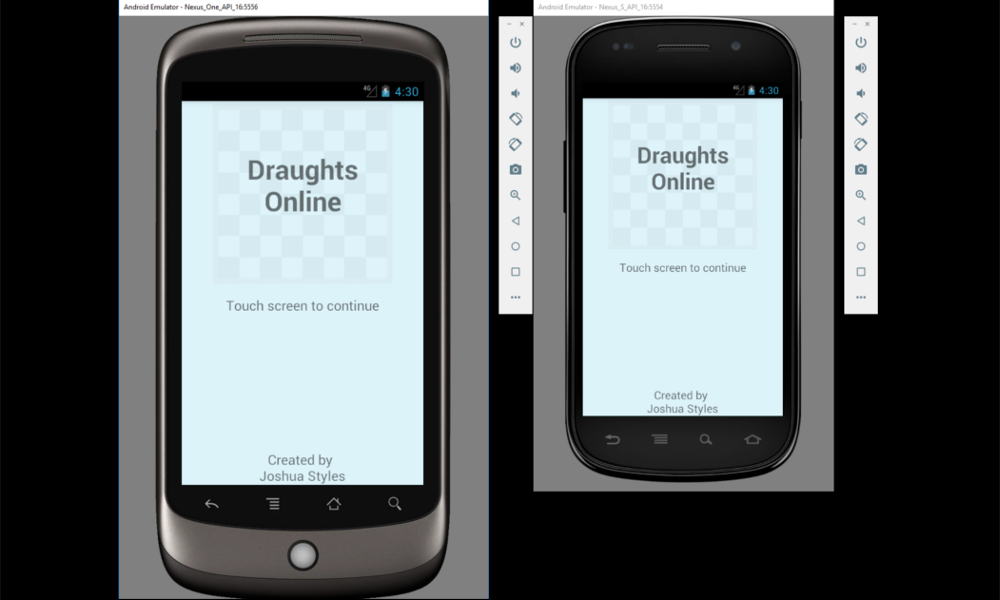 Android Emulator - Nexus_One_API_16:5556
4G 4:30
Draughts
Online
Touch screen to continue
Created by
Joshua Styles
Android Emulator - Nexus_S_API_16:5554
4G 4:30
Draughts
Online
Touch screen to continue
Created by
Joshua Styles